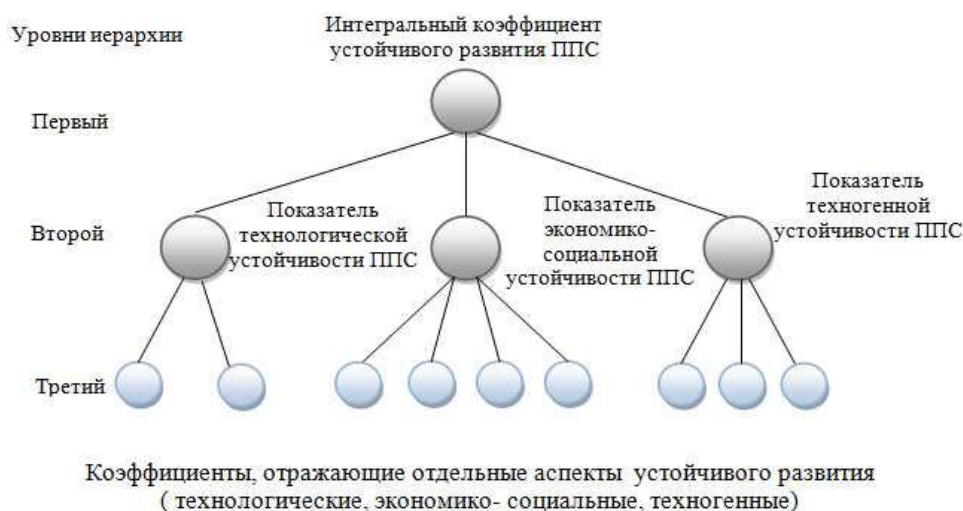 Уровни иерархии
Интегральный коэффициент
устойчивого развития ППС
Первый
Второй
Показатель
технологической
устойчивости ППС
Показатель
экономико-
социальной
устойчивости ППС
Показатель
техногенной
устойчивости ППС
Третий
Коэффициенты, отражающие отдельные аспекты устойчивого развития
( технологические, экономико- социальные, техногенные)